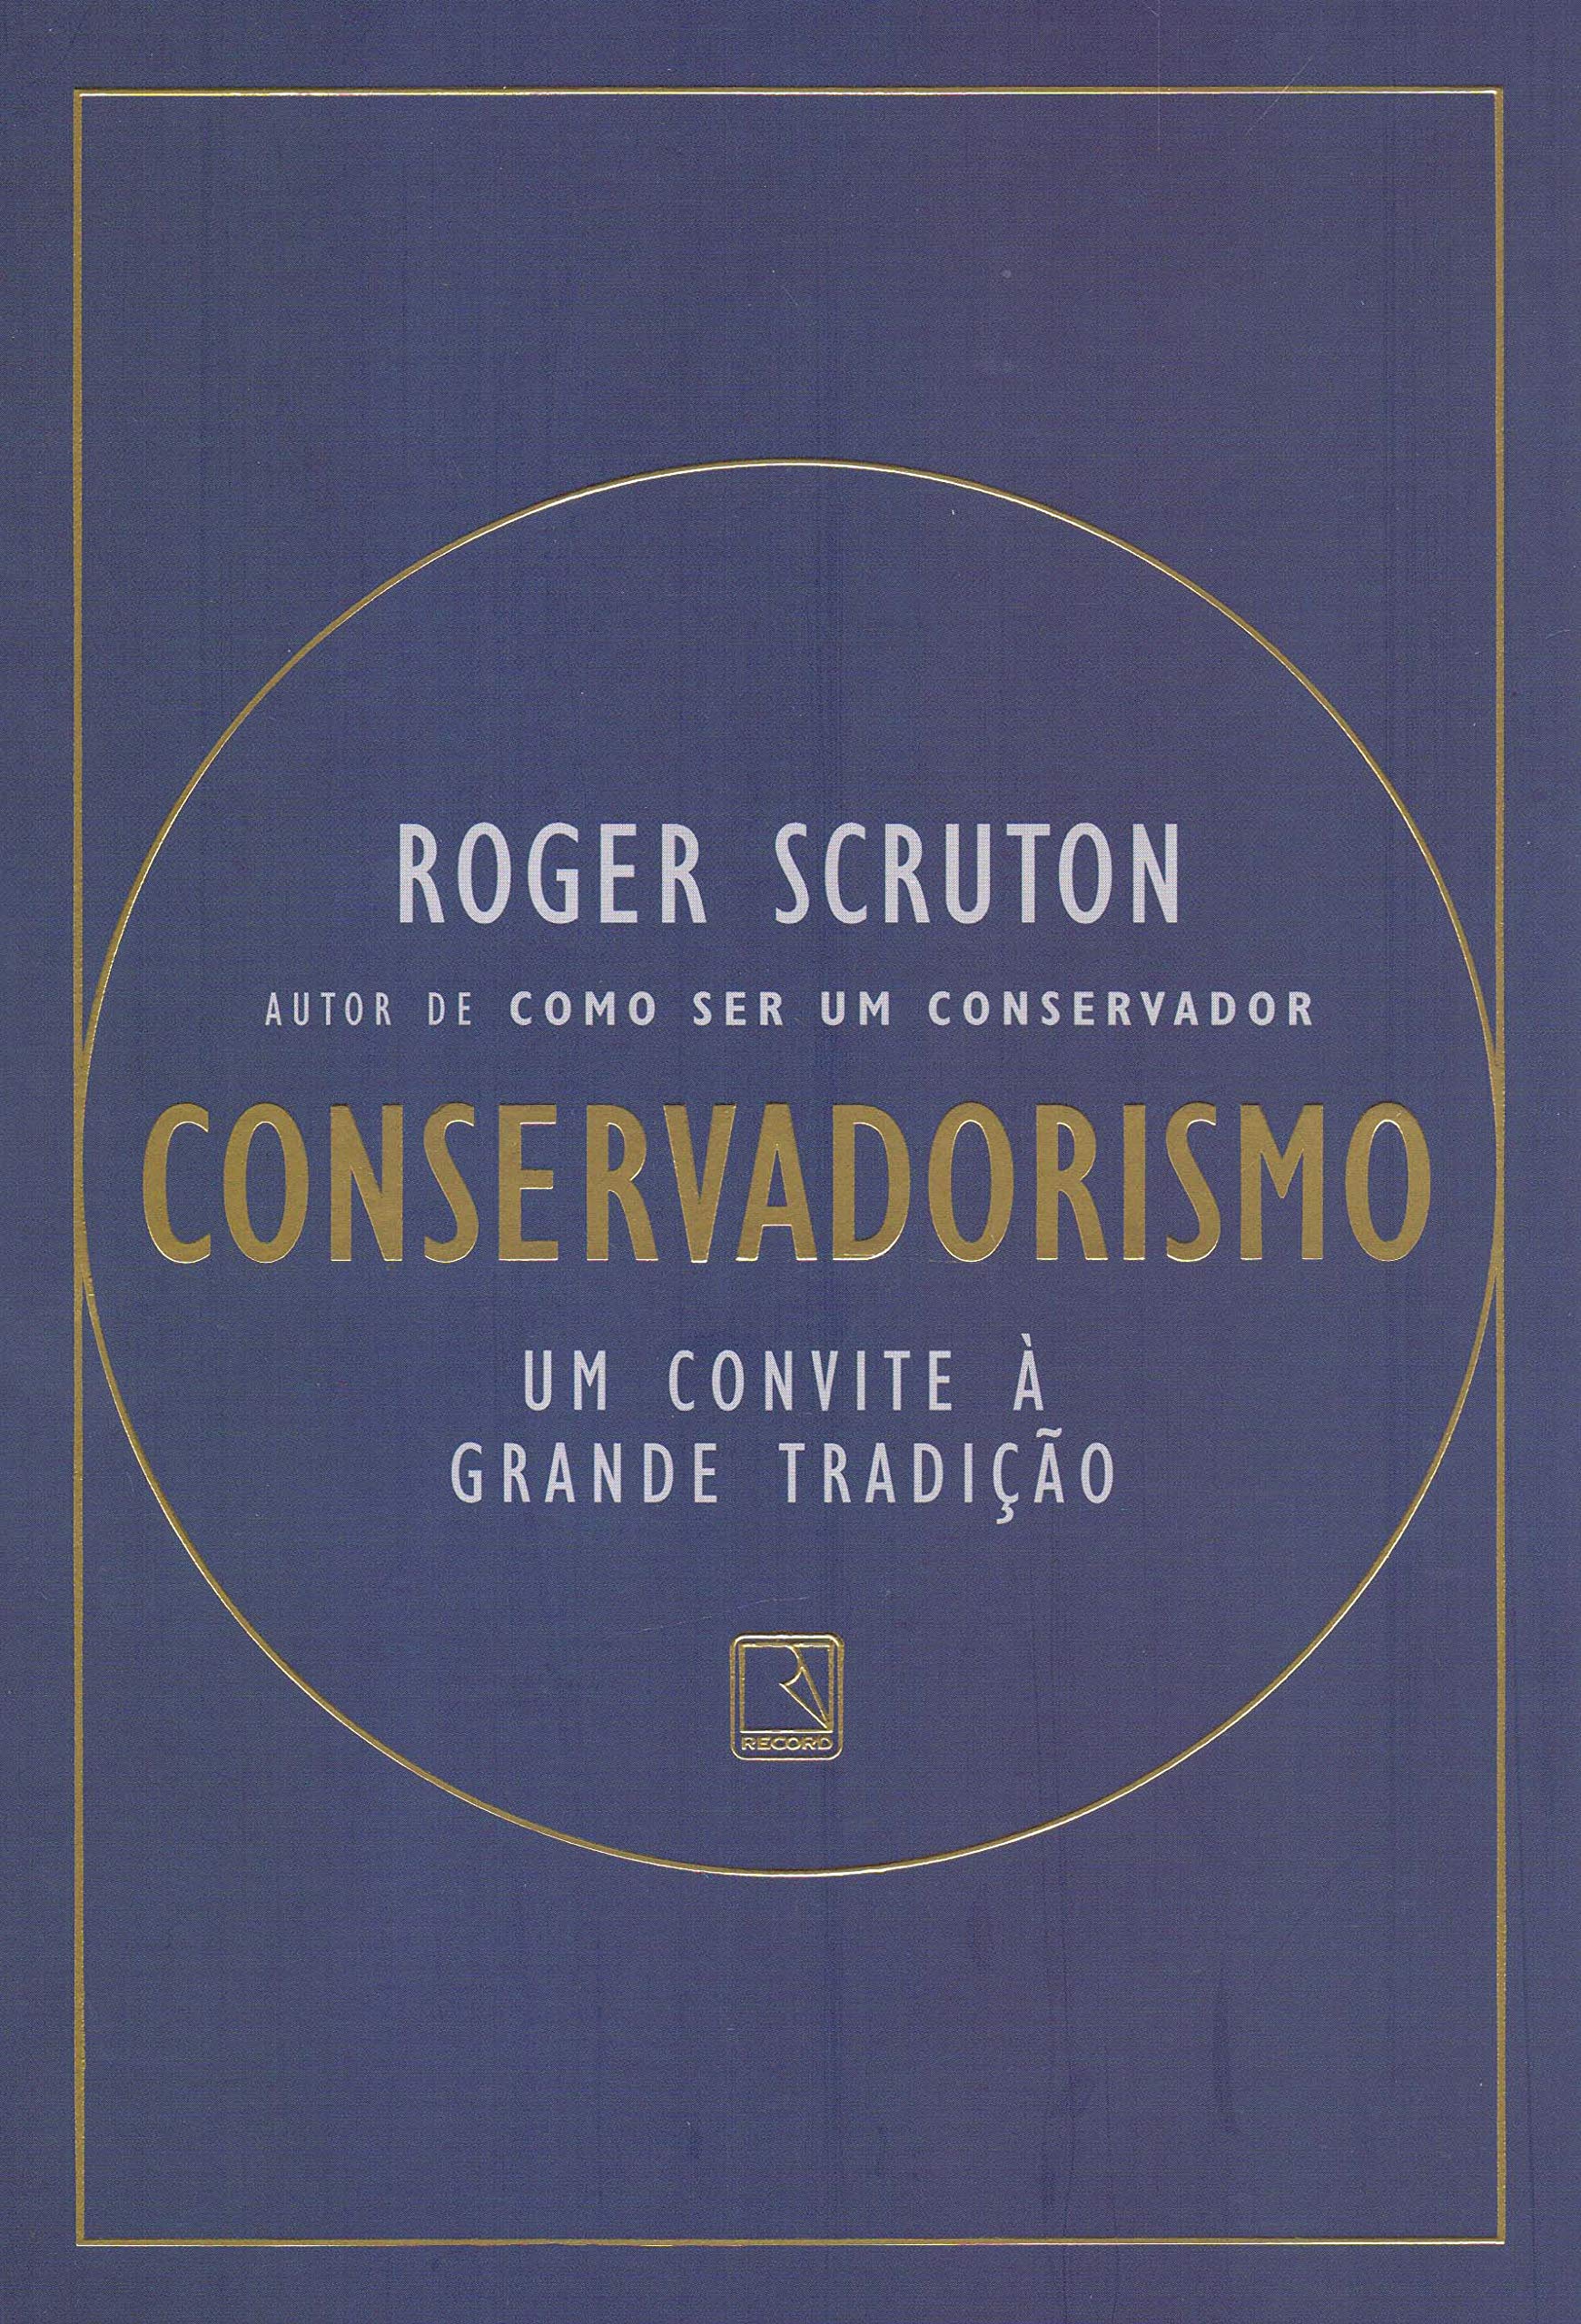 ROGER SCRUTON
AUTOR DE COMO SER UM CONSERVADOR
CONSERVADORISMO
UM CONVITE À
GRANDE TRADIÇÃO
RECORD